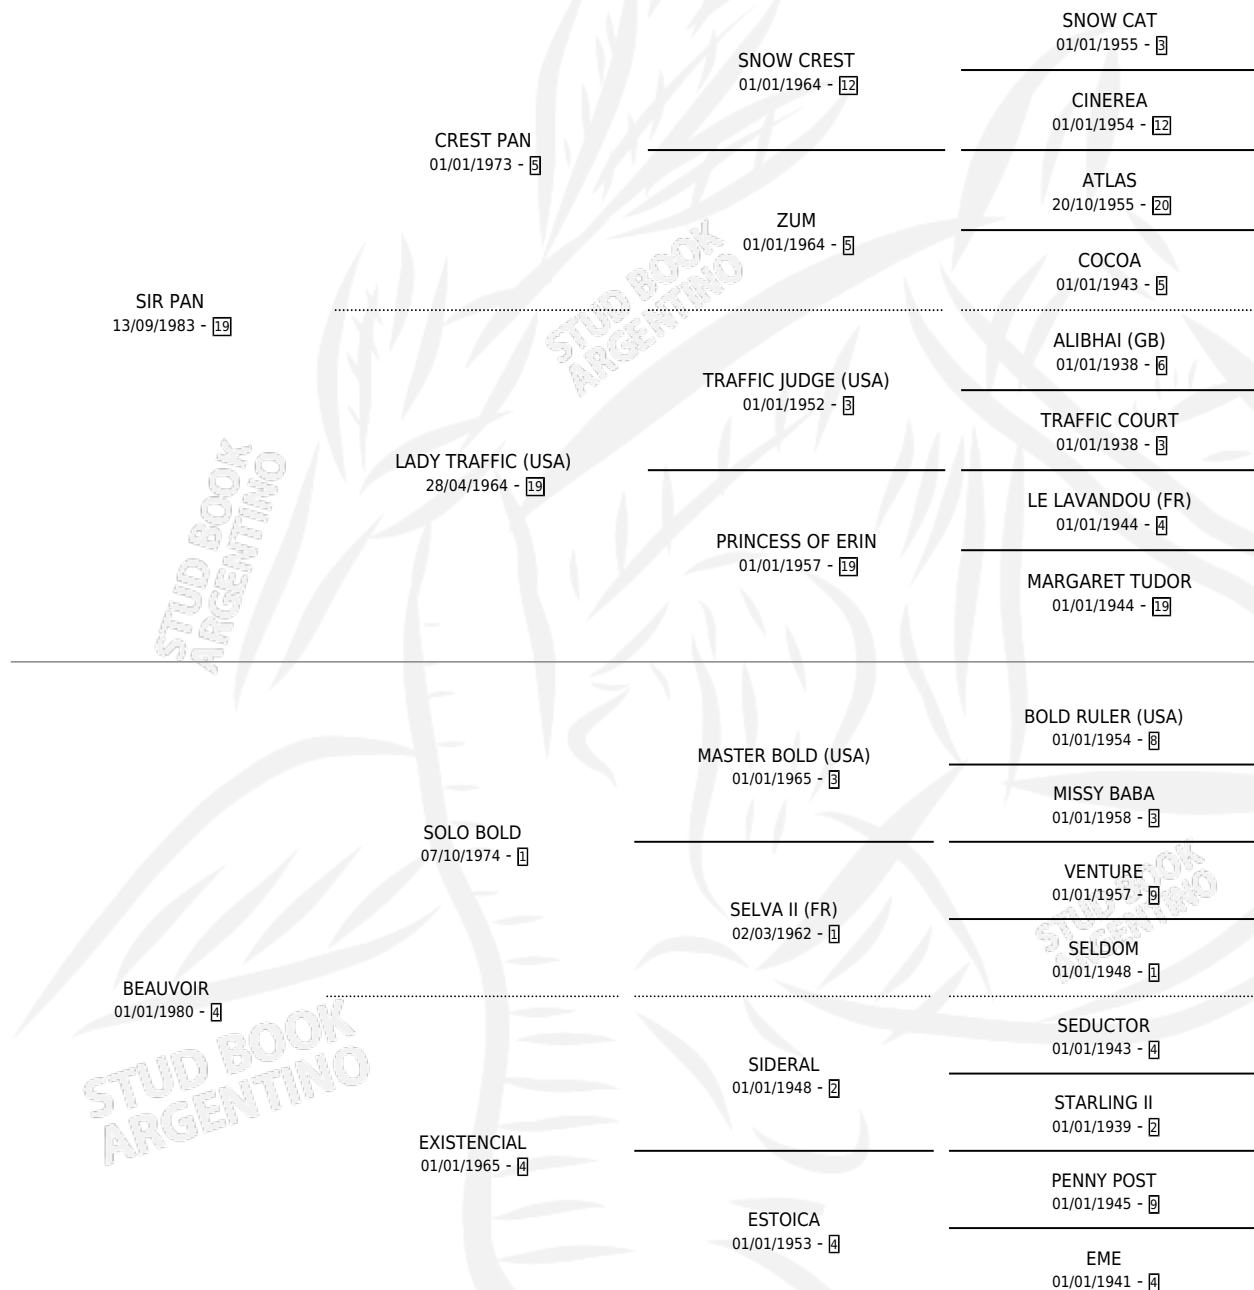 SNOW CAT
01/01/1955 - 3
SNOW CREST
01/01/1964 - 12
CINEREA
01/01/1954 - 12
CREST PAN
01/01/1973 - 5
ATLAS
20/10/1955 - 20
ZUM
01/01/1964 - 5
COCOA
01/01/1943 - 5
SIR PAN
13/09/1983 - 19
ALIBHAI (GB)
01/01/1938 - 6
TRAFFIC JUDGE (USA)
01/01/1952 - 3
TRAFFIC COURT
01/01/1938 - 3
LADY TRAFFIC (USA)
28/04/1964 - 19
LE LAVANDOU (FR)
01/01/1944 - 4
PRINCESS OF ERIN
01/01/1957 - 19
MARGARET TUDOR
01/01/1944 - 19
BOLD RULER (USA)
01/01/1954 - 8
MASTER BOLD (USA)
01/01/1965 - 3
MISSY BABA
01/01/1958 - 3
SOLO BOLD
07/10/1974 - 1
VENTURE
01/01/1957 - 9
SELVA II (FR)
02/03/1962 - 1
SELDOM
01/01/1948 - 1
BEAUVOIR
01/01/1980 - 4
SEDUCTOR
01/01/1943 - 4
SIDERAL
01/01/1948 - 2
STARLING II
01/01/1939 - 2
EXISTENCIAL
01/01/1965 - 4
PENNY POST
01/01/1945 - 9
ESTOICA
01/01/1953 - 4
EME
01/01/1941 - 4
STUD BOOK
ARGENTINO
STUD BOOK
ARGENTINO
STUD BOOK
ARGENTINO
STUD BOOK
ARGENTINO